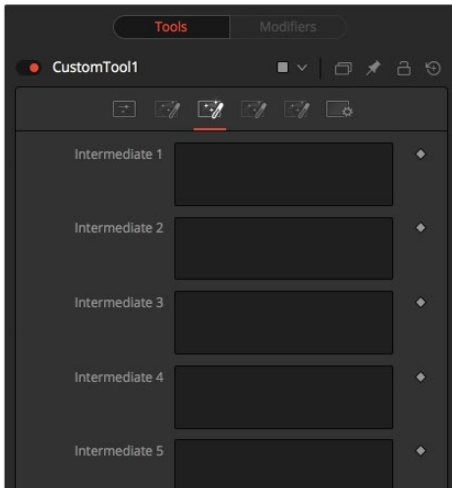 Tools
Modifiers
CustomTool1
Intermediate 1
Intermediate 2
Intermediate 3
Intermediate 4
Intermediate 5